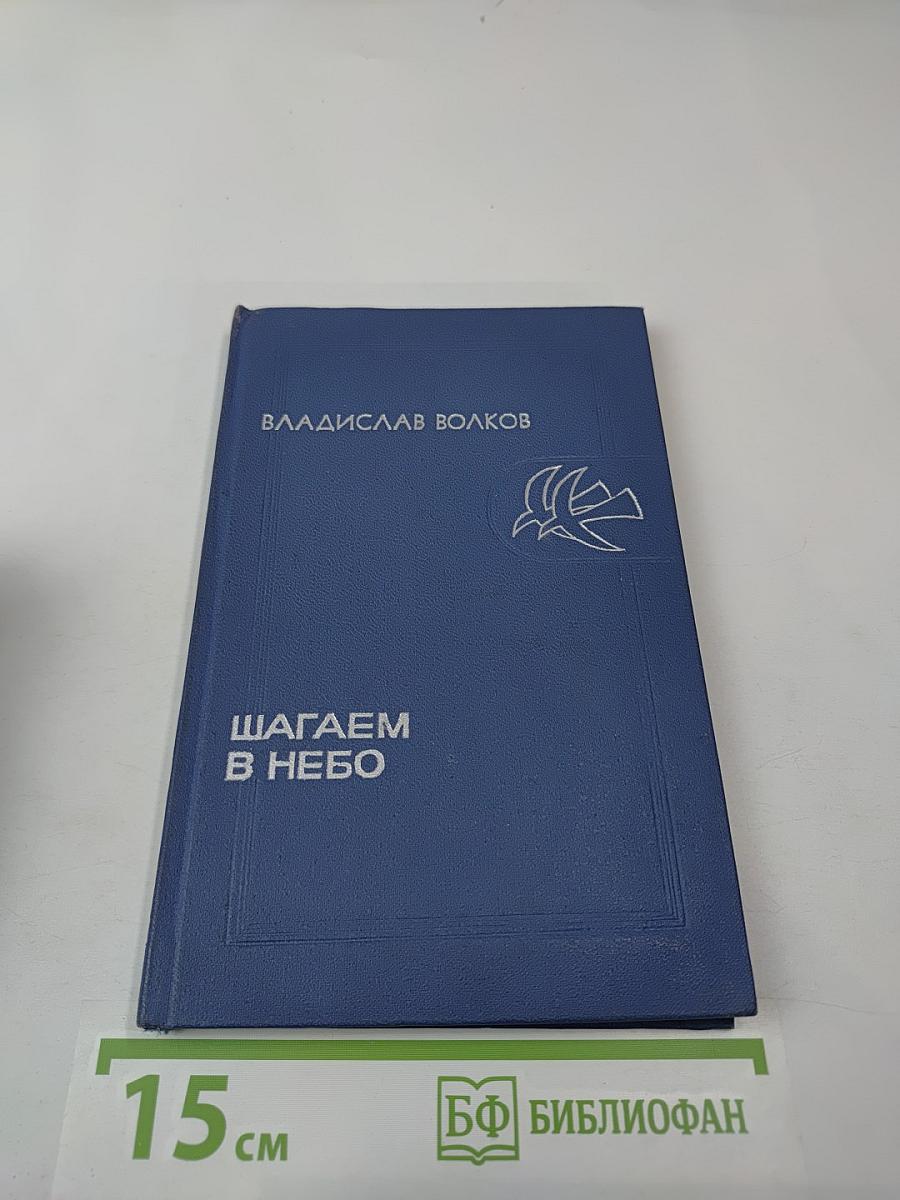 ВЛАДИСЛАВ ВОЛКОВ
ШАГАЕМ
В НЕБО
15 см
БФ БИБЛИОФАН